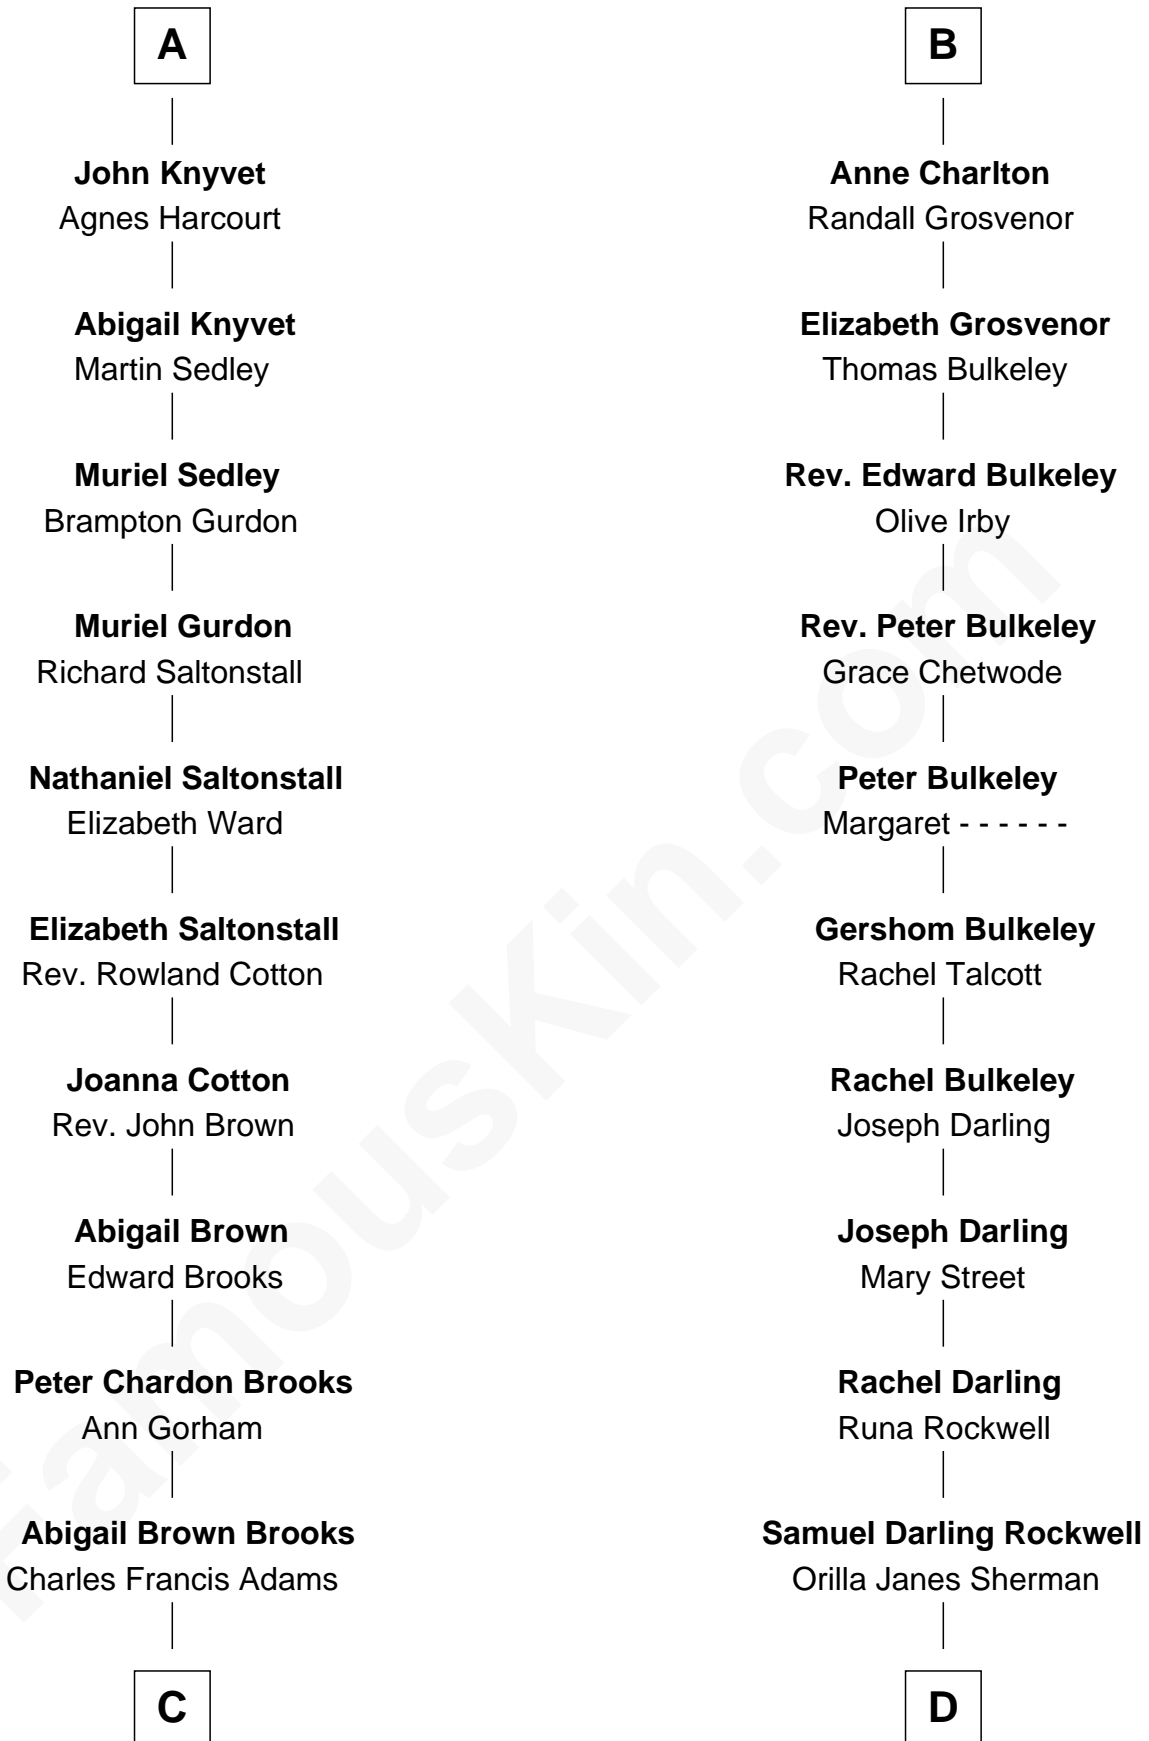 A
John Knyvet
Agnes Harcourt
Abigail Knyvet
Martin Sedley
Muriel Sedley
Brampton Gurdon
Muriel Gurdon
Richard Saltonstall
Nathaniel Saltonstall
Elizabeth Ward
Elizabeth Saltonstall
Rev. Rowland Cotton
Joanna Cotton
Rev. John Brown
Abigail Brown
Edward Brooks
Peter Chardon Brooks
Ann Gorham
Abigail Brown Brooks
Charles Francis Adams
C
B
Anne Charlton
Randall Grosvenor
Elizabeth Grosvenor
Thomas Bulkeley
Rev. Edward Bulkeley
Olive Irby
Rev. Peter Bulkeley
Grace Chetwode
Peter Bulkeley
Margaret - - - - - -
Gershom Bulkeley
Rachel Talcott
Rachel Bulkeley
Joseph Darling
Joseph Darling
Mary Street
Rachel Darling
Runa Rockwell
Samuel Darling Rockwell
Orilla Janes Sherman
D
FamousKin.com